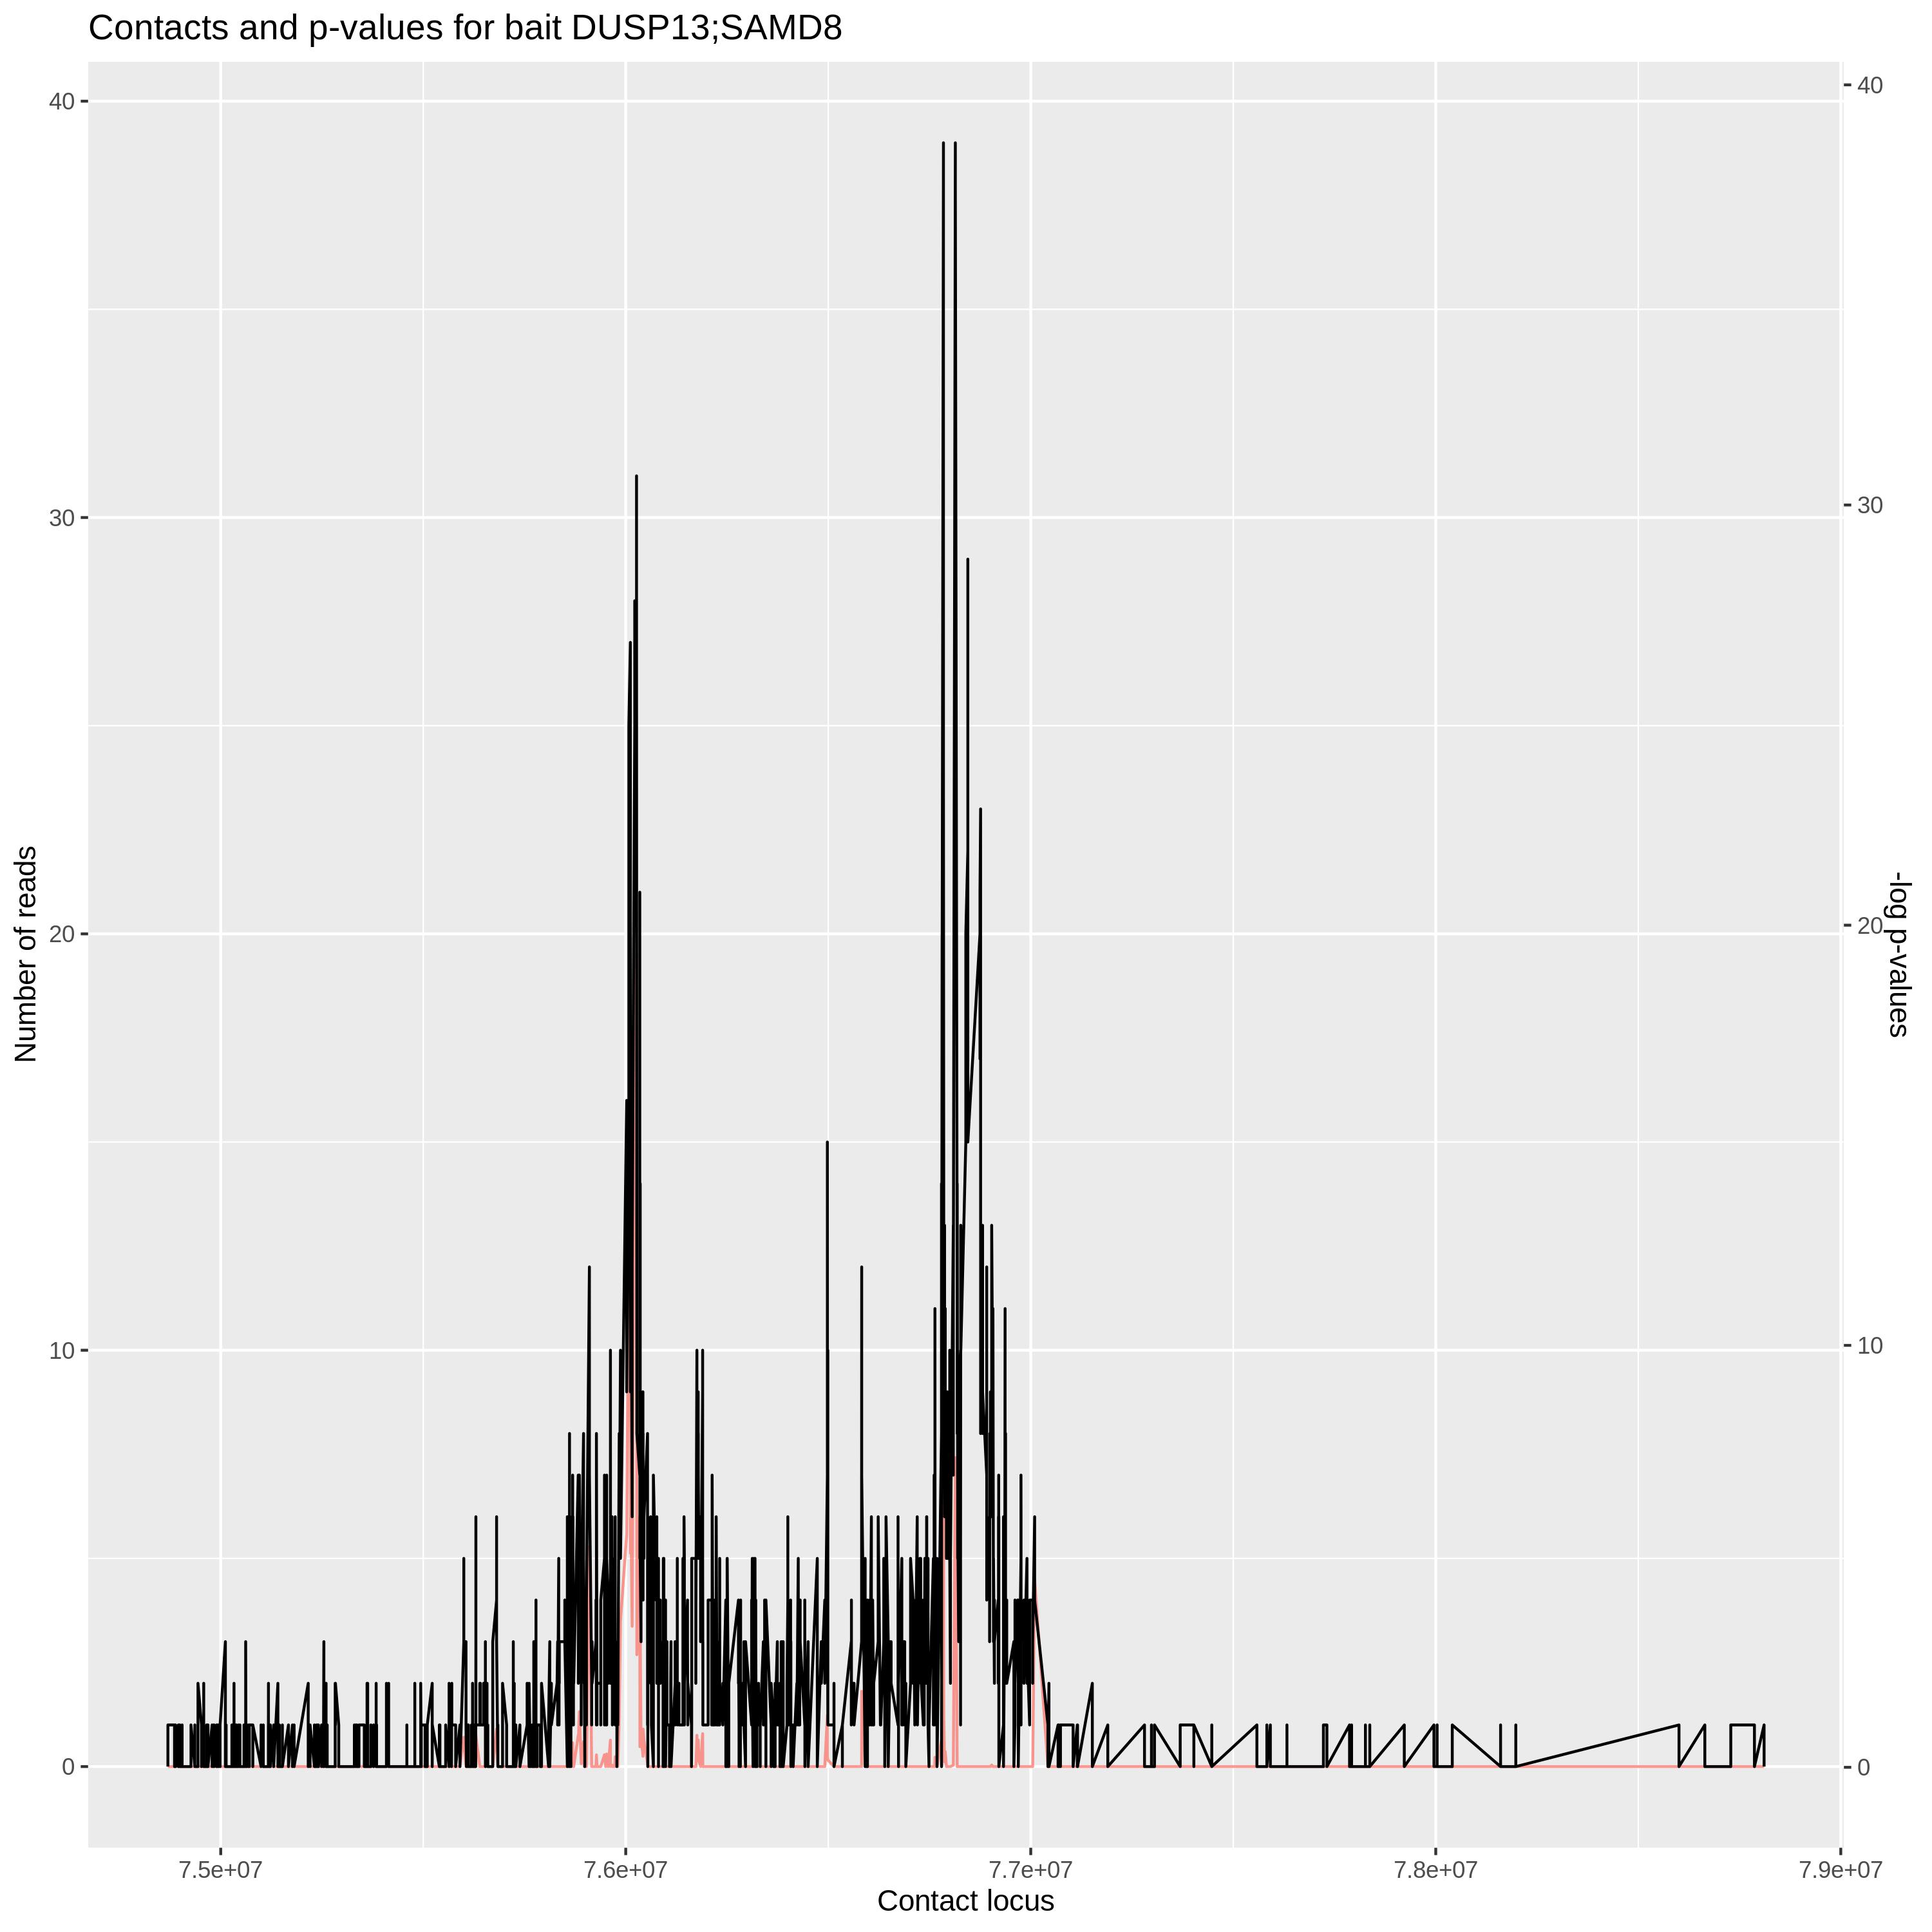 Contacts and p-values for bait DUSP13;SAMD8
40
30
20
10
0
Number of reads
40
30
20
10
0
-log p-values
7.5e+07
7.6e+07
7.7e+07
7.8e+07
7.9e+07
Contact locus